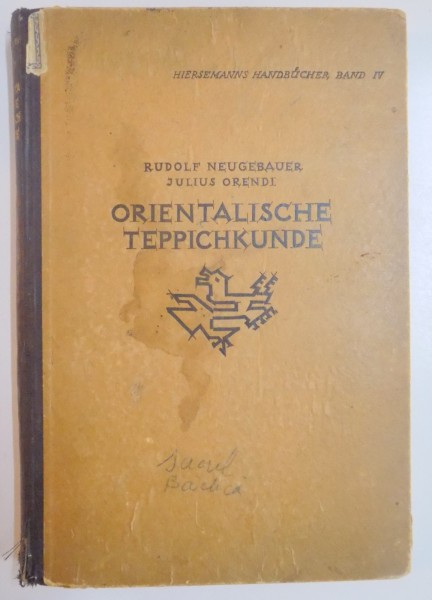 HIERSEMANNS HANDBÜCHER, BAND IV
RUDOLF NEUGEBAUER
JULIUS ORENDI
ORIENTALISCHE
TEPPICHKUNDE